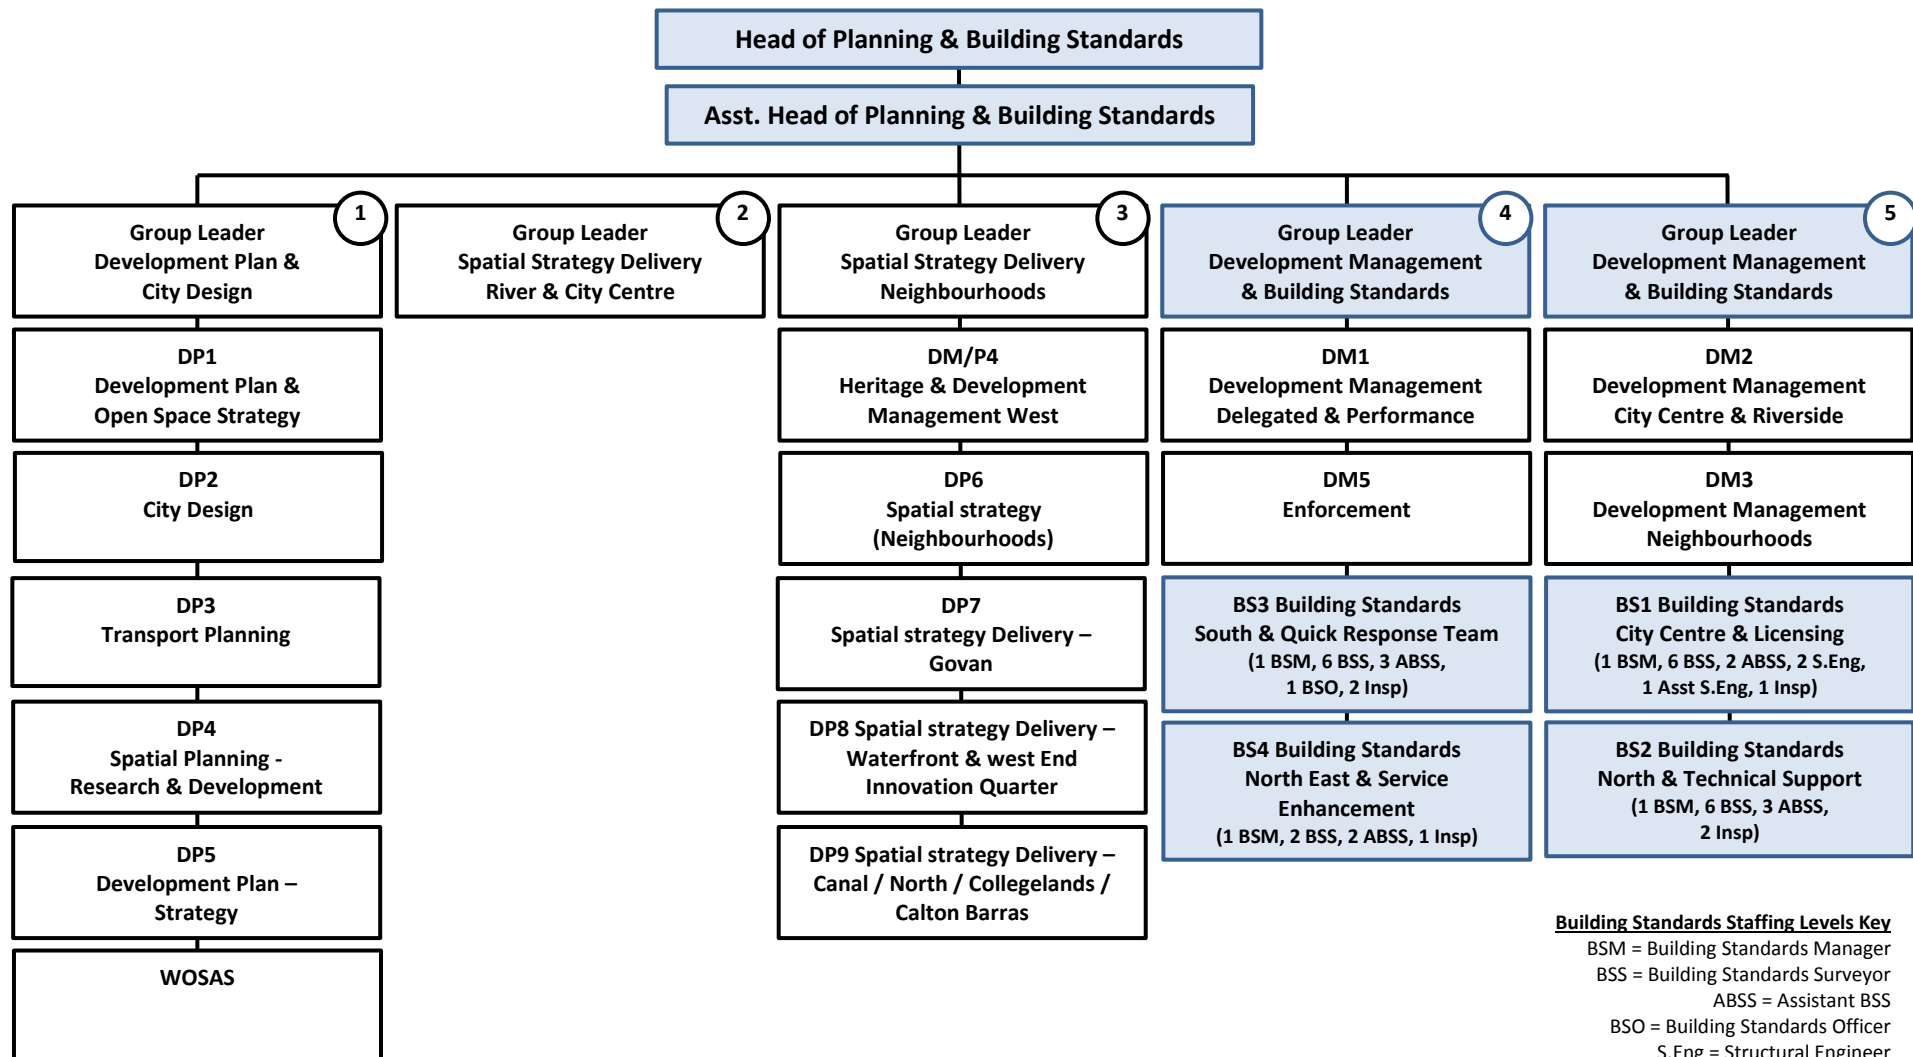 Head of Planning & Building Standards
Asst. Head of Planning & Building Standards
1
Group Leader
Development Plan &
City Design
2
Group Leader
Spatial Strategy Delivery
River & City Centre
3
Group Leader
Spatial Strategy Delivery
Neighbourhoods
4
Group Leader
Development Management
& Building Standards
5
Group Leader
Development Management
& Building Standards
DP1
Development Plan &
Open Space Strategy
DP2
City Design
DP3
Transport Planning
DP4
Spatial Planning -
Research & Development
DP5
Development Plan –
Strategy
WOSAS
DM/P4
Heritage & Development
Management West
DP6
Spatial strategy
(Neighbourhoods)
DP7
Spatial strategy Delivery –
Govan
DP8 Spatial strategy Delivery –
Waterfront & west End
Innovation Quarter
DP9 Spatial strategy Delivery –
Canal / North / Collegelands /
Calton Barras
DM1
Development Management
Delegated & Performance
DM5
Enforcement
BS3 Building Standards
South & Quick Response Team
(1 BSM, 6 BSS, 3 ABSS,
1 BSO, 2 Insp)
BS4 Building Standards
North East & Service
Enhancement
(1 BSM, 2 BSS, 2 ABSS, 1 Insp)
DM2
Development Management
City Centre & Riverside
DM3
Development Management
Neighbourhoods
BS1 Building Standards
City Centre & Licensing
(1 BSM, 6 BSS, 2 ABSS, 2 S.Eng,
1 Asst S.Eng, 1 Insp)
BS2 Building Standards
North & Technical Support
(1 BSM, 6 BSS, 3 ABSS,
2 Insp)
Building Standards Staffing Levels Key
BSM = Building Standards Manager
BSS = Building Standards Surveyor
ABSS = Assistant BSS
BSO = Building Standards Officer
S.Eng = Structural Engineer